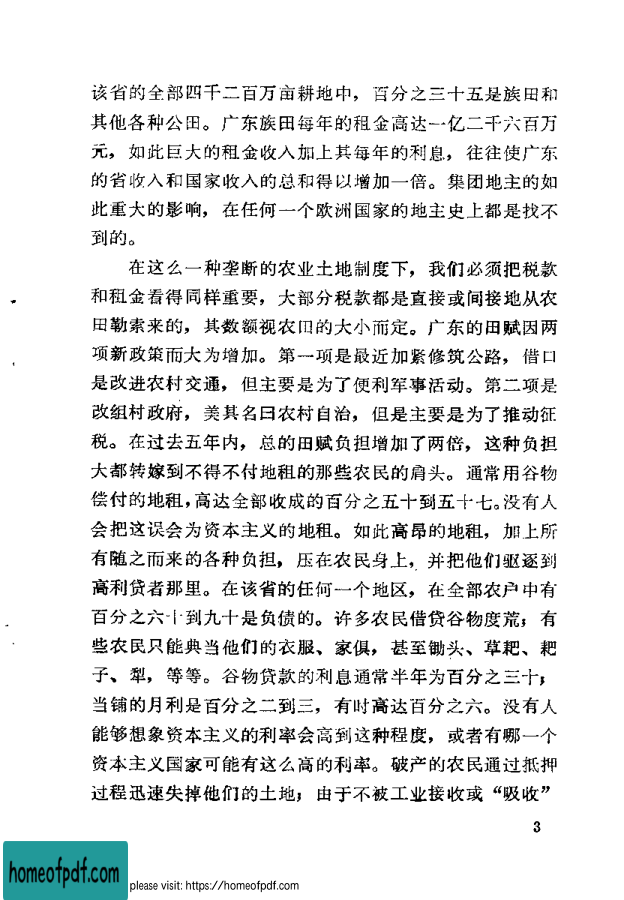 该省的全部四千二百万亩耕地中，百分之三十五是族田和
其他各种公田。广东族田每年的租金高达一亿二千六百万
元，如此巨大的租金收入加上其每年的利息，往往使广东
的省收入和国家收入的总和得以增加一倍。集团地主的如
此重大的影响，在任何一个欧洲国家的地主史上都是找不
到的。
在这么一种垄断的农业土地制度下，我们必须把税款
和租金看得同样重要，大部分税款都是直接或间接地从农
田勒索来的，其数额视农田的大小而定。广东的田赋因两
项新政策而大为增加。第一项是最近加紧修筑公路，借口
是改进农村交通，但主要是为了便利军事活动。第二项是
改组村政府，美其名曰农村自治，但是主要是为了推动征
税。在过去五年内，总的田赋负担增加了两倍，这种负担
大都转嫁到不得不付地租的那些农民的肩头。通常用谷物
偿付的地租，高达全部收成的百分之五十到五十七。没有人
会把这误会为资本主义的地租。如此高昂的地租，加上所
有随之而来的各种负担，压在农民身上，并把他们驱逐到
高利贷者那里。在该省的任何一个地区，在全部农户中有
百分之六十到九十是负债的。许多农民借贷谷物度荒；有
些农民只能典当他们的衣服、家俱，甚至锄头、草耙、耙
子、犁，等等。谷物贷款的利息通常半年为百分之三十；
当铺的月利是百分之二到三，有时高达百分之六。没有人
能够想象资本主义的利率会高到这种程度，或者有哪一个
资本主义国家可能有这么高的利率。破产的农民通过抵押
过程迅速失掉他们的土地；由于不被工业接收或“吸收”
3
homeofpdf.com
please visit: https://homeofpdf.com